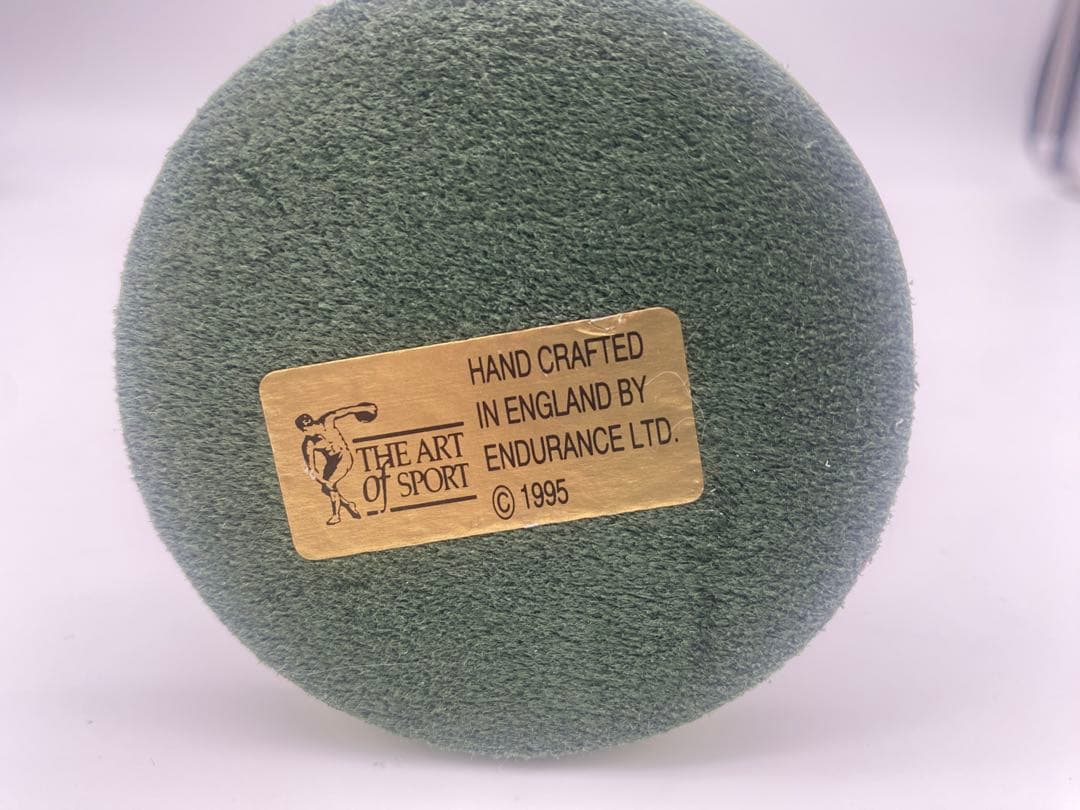 THE ART
of SPORT
HAND CRAFTED
IN ENGLAND BY
ENDURANCE LTD.
© 1995